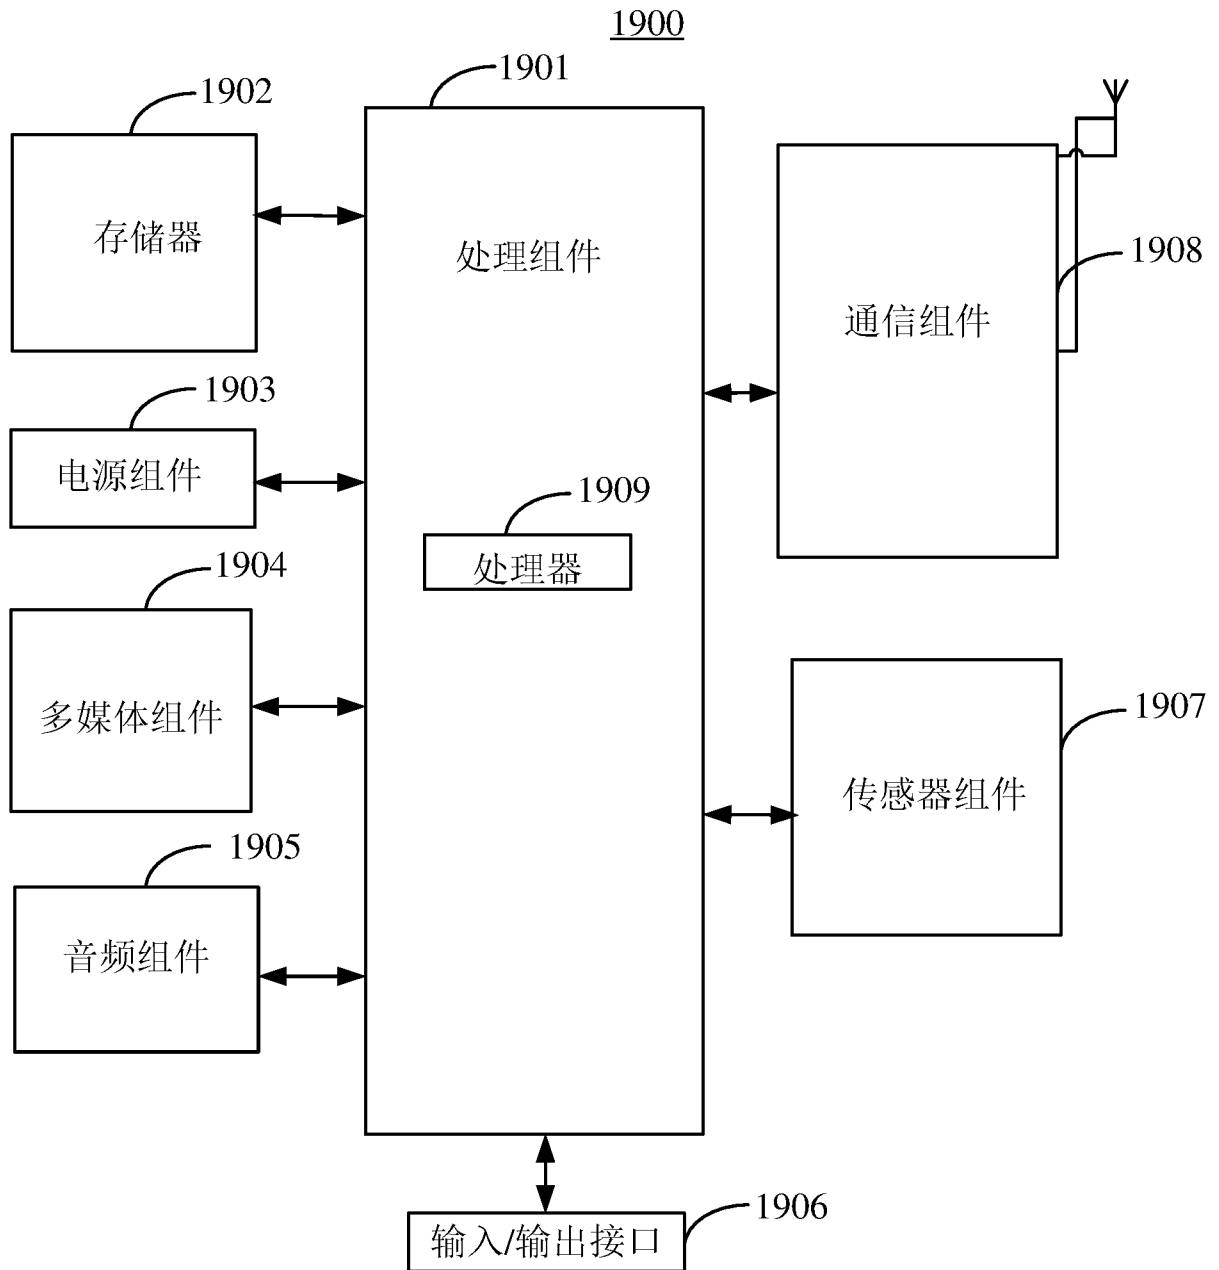 1900
1901
1902
存储器
处理组件
1908
通信组件
1903
电源组件
1909
处理器
1904
多媒体组件
1907
传感器组件
1905
音频组件
1906
输入/输出接口